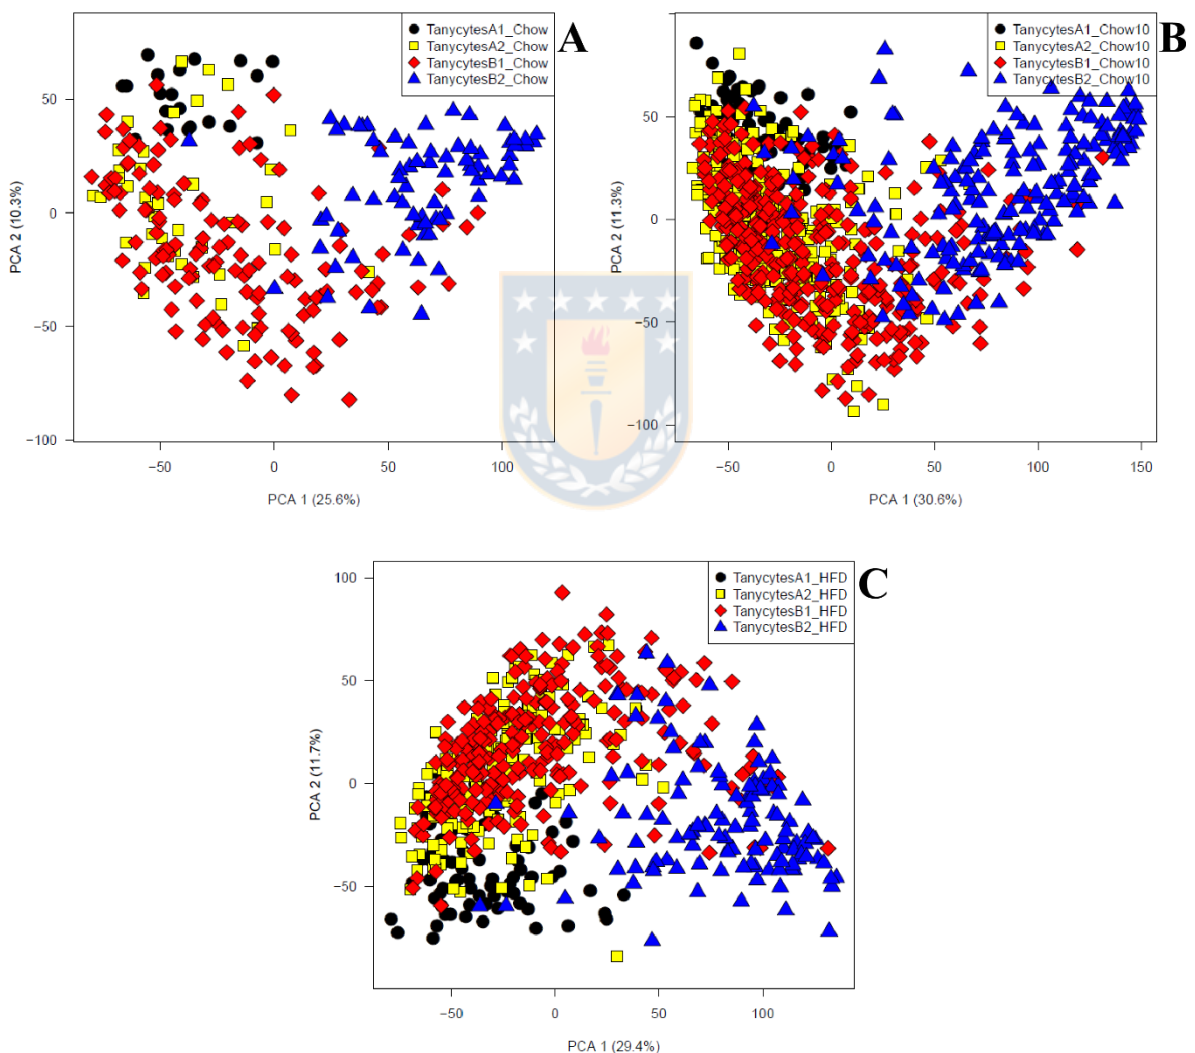 TanycytesA1_Chow
TanycytesA2_Chow
TanycytesB1_Chow
TanycytesB2_Chow
A
50
0
−50
−100
PCA 2 (10.3%)
−50 0 50 100
PCA 1 (25.6%)
TanycytesA1_Chow10
TanycytesA2_Chow10
TanycytesB1_Chow10
TanycytesB2_Chow10
B
50
0
−50
−100
PCA 2 (11.3%)
−50 0 50 100 150
PCA 1 (30.6%)
TanycytesA1_HFD
TanycytesA2_HFD
TanycytesB1_HFD
TanycytesB2_HFD
C
100
50
0
−50
PCA 2 (11.7%)
−50 0 50 100
PCA 1 (29.4%)